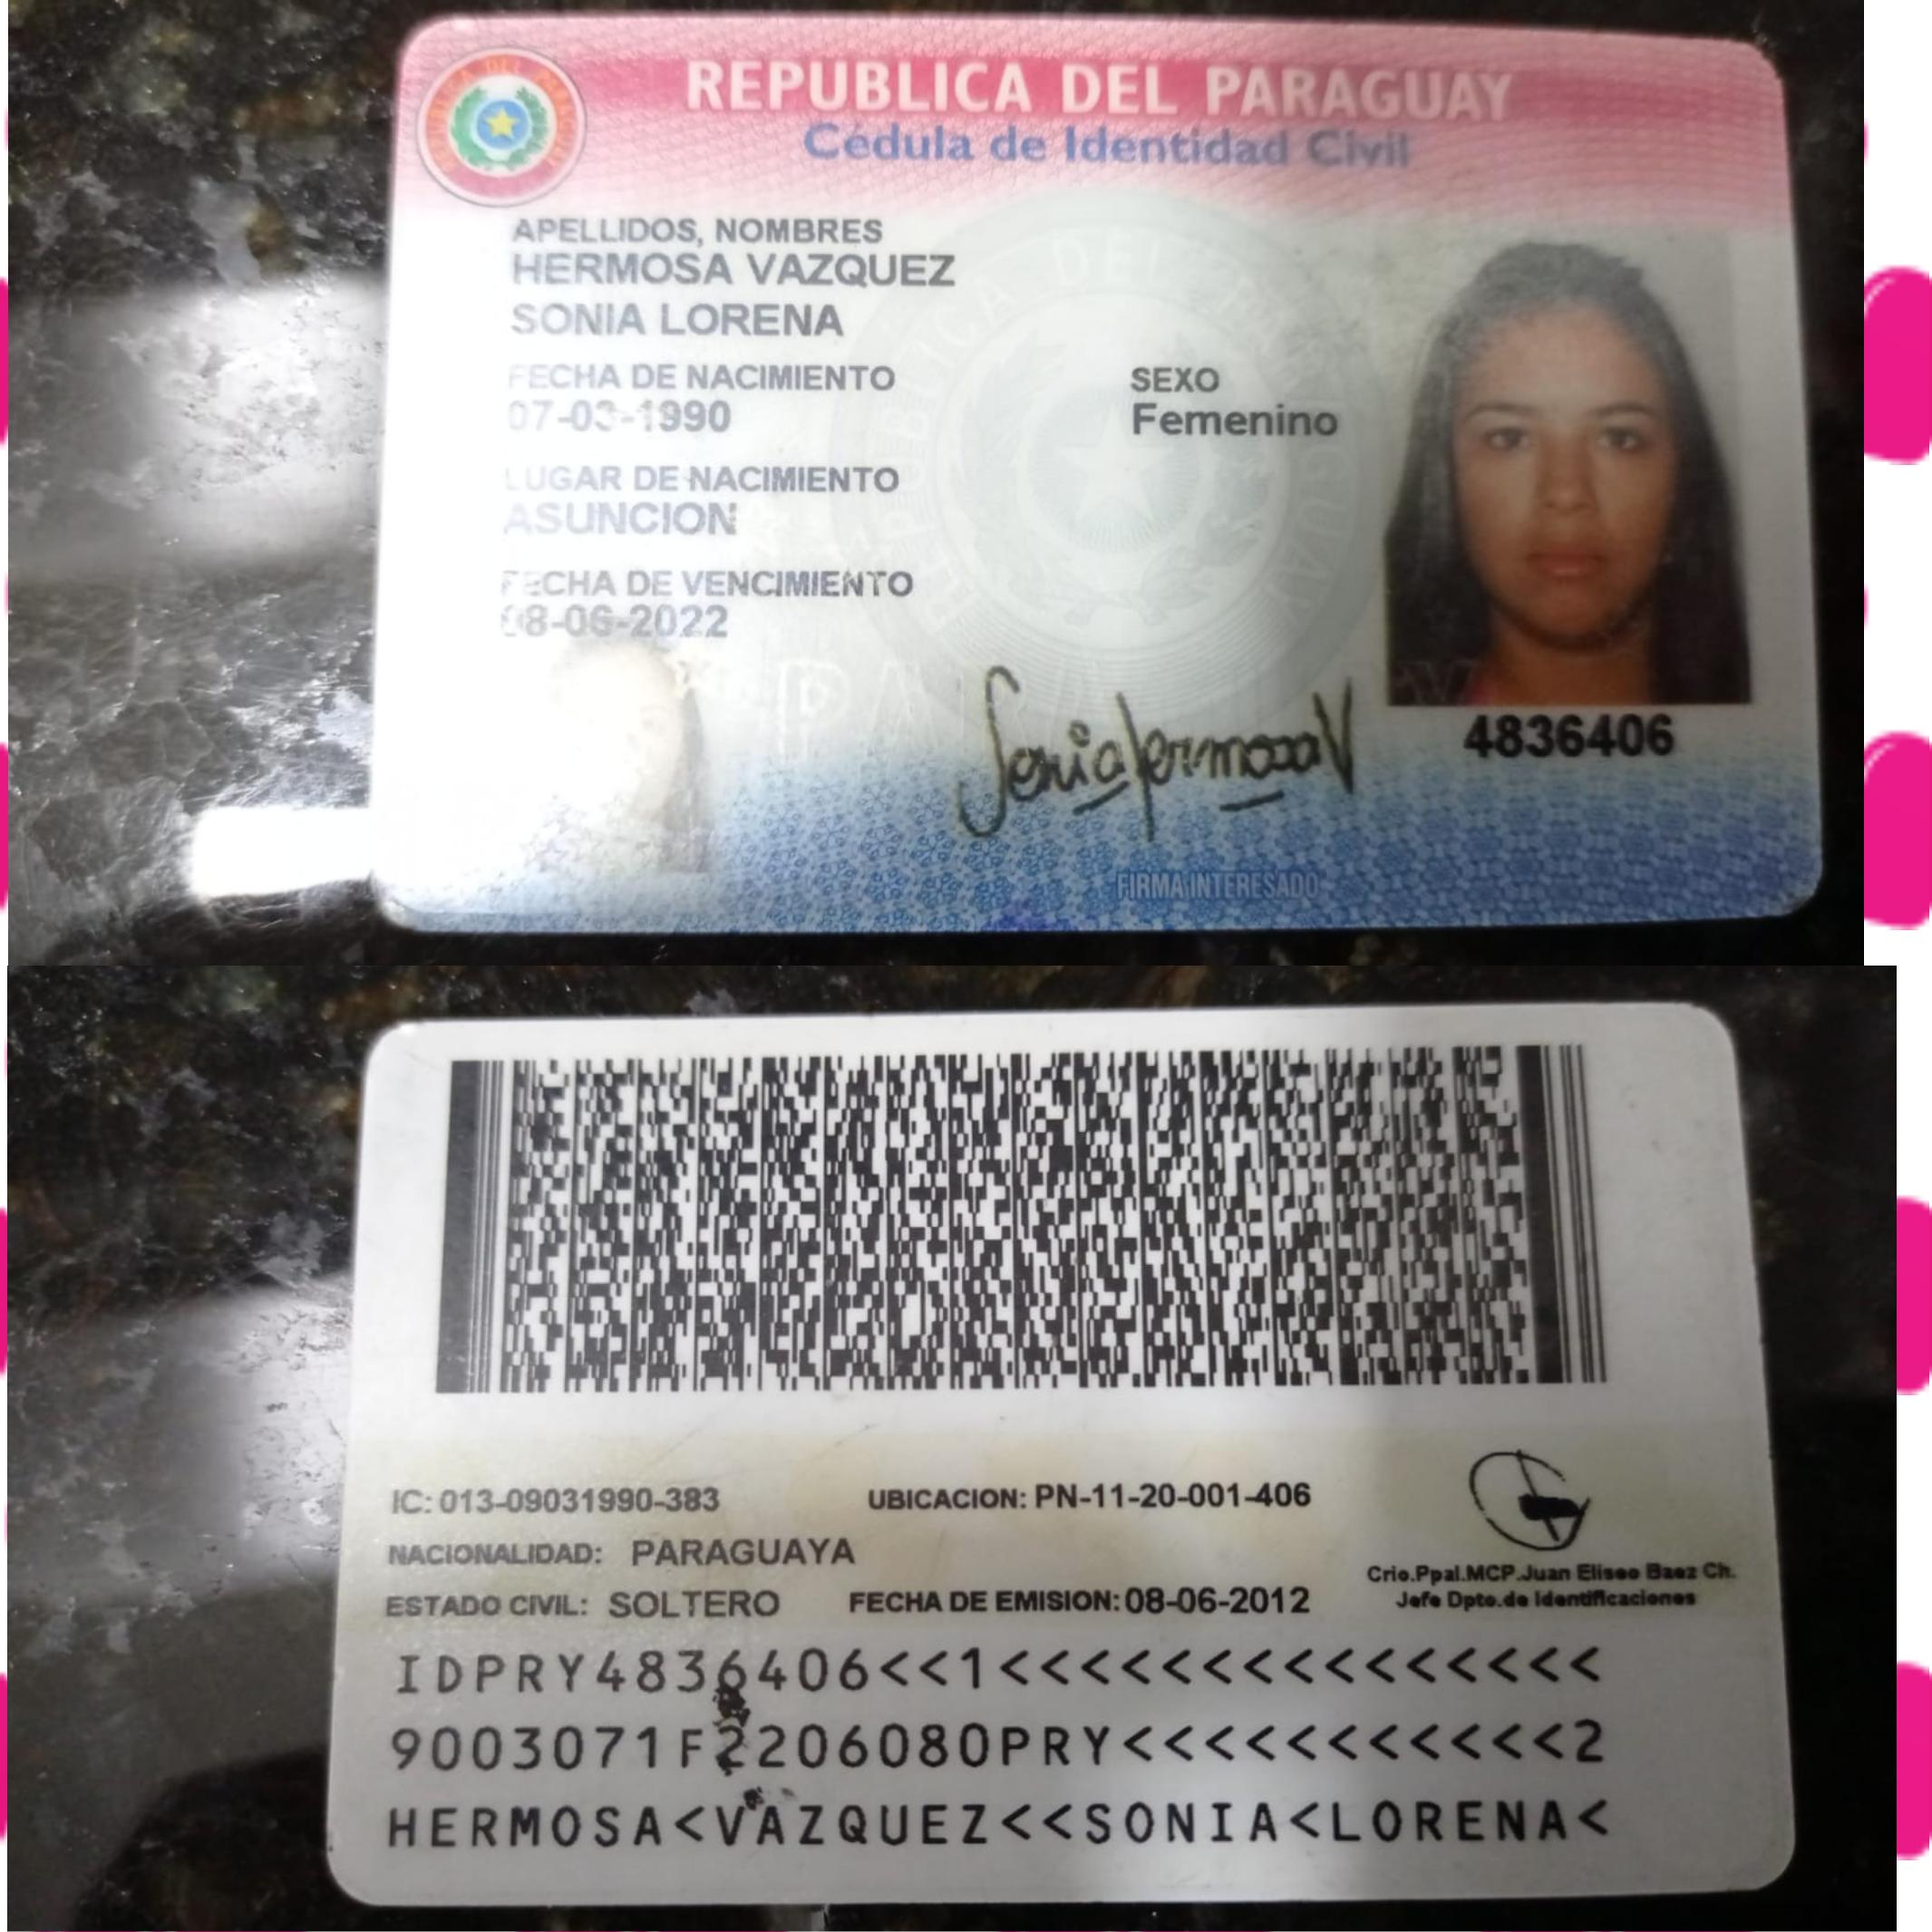 REPUBLICA DEL PARAGUAY
Cédula de Identidad Civil
APELLIDOS, NOMBRES
HERMOSA VAZQUEZ
SONIA LORENA
FECHA DE NACIMIENTO
07-03-1990
SEXO
Femenino
LUGAR DE NACIMIENTO
ASUNCION
FECHA DE VENCIMIENTO
08-06-2022
Sonia Hermosa V
4836406
FIRMA INTERESADO
IC: 013-09031990-383
UBICACION: PN-11-20-001-406
NACIONALIDAD: PARAGUAYA
ESTADO CIVIL: SOLTERO
FECHA DE EMISION: 08-06-2012
Crio.Ppal.MCP.Juan Eliseo Baez Ch.
Jefe Dpto.de Identificaciones
IDPRY4836406<<1<<<<<<<<<<<<<<<
9003071F2206080PRY<<<<<<<<<<<2
HERMOSA<VAZQUEZ<<SONIA<LORENA<